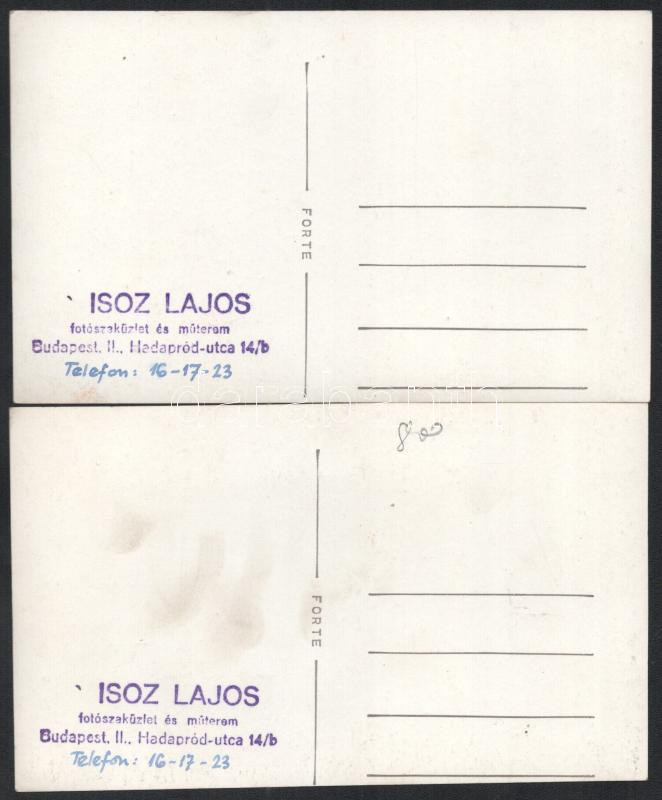 FORTE
ISOZ LAJOS
fotószaküzlet és műterem
Budapest, II., Hadapród-utca 14/b
Telefon: 16-17-23
darabanth
FORTE
ISOZ LAJOS
fotószaküzlet és műterem
Budapest, II., Hadapród-utca 14/b
Telefon: 16-17-23